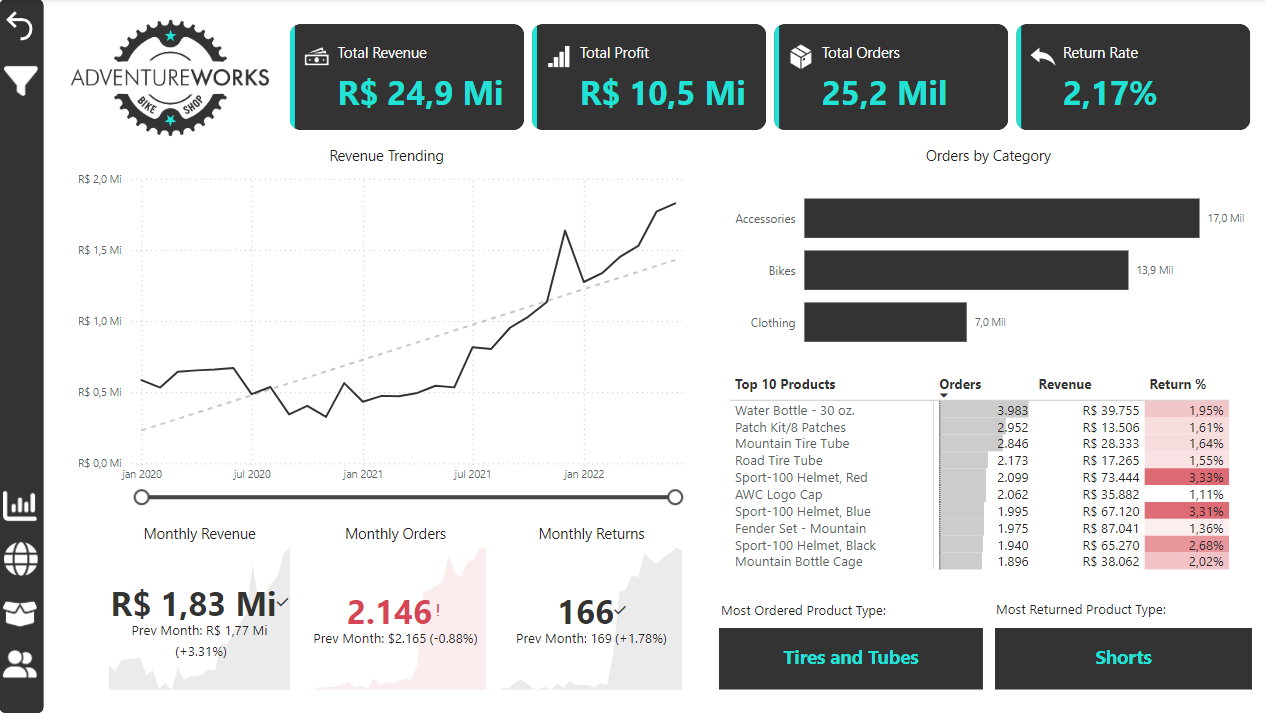 ADVENTUREWORKS
BIKE SHOP
Total Revenue
R$ 24,9 Mi
Total Profit
R$ 10,5 Mi
Total Orders
25,2 Mil
Return Rate
2,17%
Revenue Trending
R$ 2,0 Mi
R$ 1,5 Mi
R$ 1,0 Mi
R$ 0,5 Mi
R$ 0,0 Mi
jan 2020 jul 2020 jan 2021 jul 2021 jan 2022
Orders by Category
Accessories 17,0 Mil
Bikes 13,9 Mil
Clothing 7,0 Mil
Top 10 Products Orders Revenue Return %
Water Bottle - 30 oz. 3.983 R$ 39.755 1,95%
Patch Kit/8 Patches 2.952 R$ 13.506 1,61%
Mountain Tire Tube 2.846 R$ 28.333 1,64%
Road Tire Tube 2.173 R$ 17.265 1,55%
Sport-100 Helmet, Red 2.099 R$ 73.444 3,33%
AWC Logo Cap 2.062 R$ 35.882 1,11%
Sport-100 Helmet, Blue 1.995 R$ 67.120 3,31%
Fender Set - Mountain 1.975 R$ 87.041 1,36%
Sport-100 Helmet, Black 1.940 R$ 65.270 2,68%
Mountain Bottle Cage 1.896 R$ 38.062 2,02%
Monthly Revenue
R$ 1,83 Mi
Prev Month: R$ 1,77 Mi
(+3.31%)
Monthly Orders
2.146!
Prev Month: $2.165 (-0.88%)
Monthly Returns
166
Prev Month: 169 (+1.78%)
Most Ordered Product Type:
Tires and Tubes
Most Returned Product Type:
Shorts